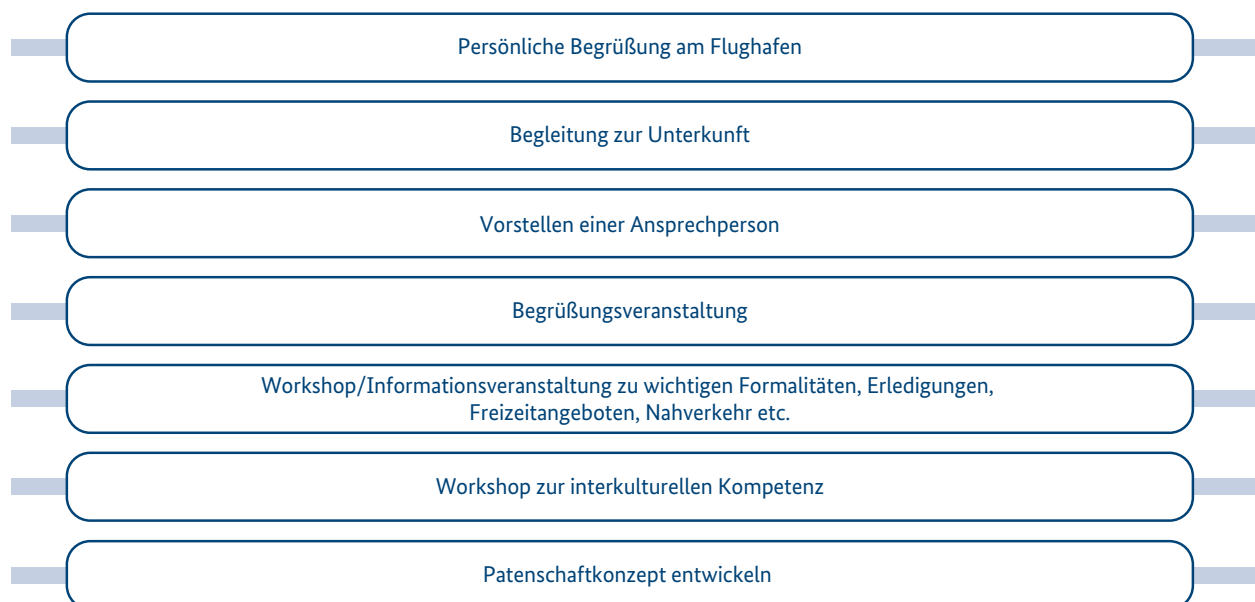 Persönliche Begrüßung am Flughafen
Begleitung zur Unterkunft
Vorstellen einer Ansprechperson
Begrüßungsveranstaltung
Workshop/Informationsveranstaltung zu wichtigen Formalitäten, Erledigungen,
Freizeitangeboten, Nahverkehr etc.
Workshop zur interkulturellen Kompetenz
Patenschaftkonzept entwickeln